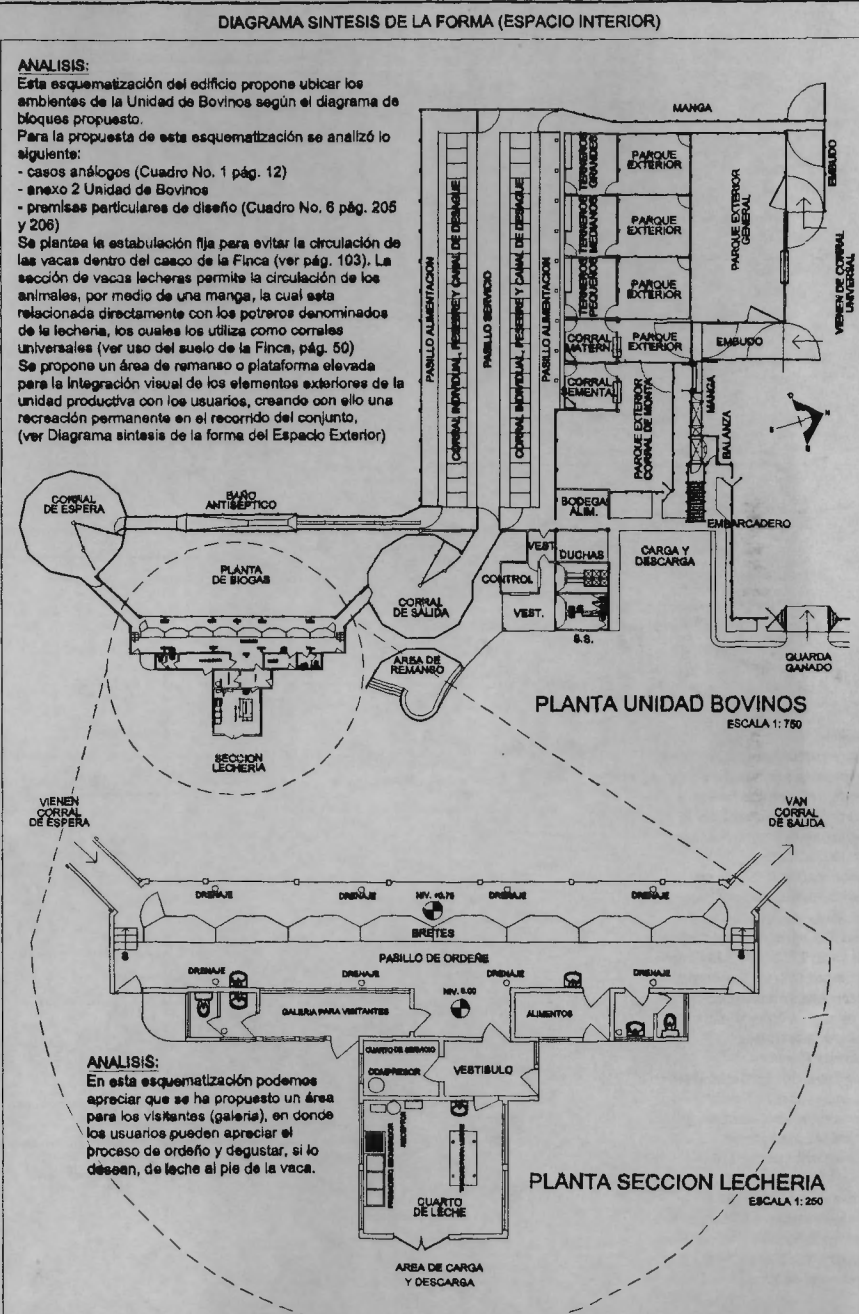 DIAGRAMA SINTESIS DE LA FORMA (ESPACIO INTERIOR)
ANALISIS:
Esta esquematización del edificio propone ubicar los
ambientes de la Unidad de Bovinos según el diagrama de
bloques propuesto.
Para la propuesta de esta esquematización se analizó lo
siguiente:
- casos análogos (Cuadro No. 1 pág. 12)
- anexo 2 Unidad de Bovinos
- premisas particulares de diseño (Cuadro No. 6 pág. 205
y 206)
Se plantea la estabulación fija para evitar la circulación de
las vacas dentro del casco de la Finca (ver pág. 103). La
sección de vacas lecheras permite la circulación de los
animales, por medio de una manga, la cual esta
relacionada directamente con los potreros denominados
de la lechería, los cuales los utiliza como corrales
universales (ver uso del suelo de la Finca, pág. 50)
Se propone un área de remanso o plataforma elevada
para la integración visual de los elementos exteriores de la
unidad productiva con los usuarios, creando con ello una
recreación permanente en el recorrido del conjunto,
(ver Diagrama sintesis de la forma del Espacio Exterior)
MANGA
EMBUDO
PASILLO ALIMENTACION
CORRAL INDIVIDUAL, PESEBRE Y CANAL DE DESAGUE
PASILLO SERVICIO
CORRAL INDIVIDUAL, PESEBRE Y CANAL DE DESAGUE
PASILLO ALIMENTACION
TERNEROS
GRANDES
PARQUE
EXTERIOR
TERNEROS
MEDIANOS
PARQUE
EXTERIOR
TERNEROS
PEQUEÑOS
PARQUE
EXTERIOR
CORRAL
MATERN.
PARQUE
EXTERIOR
CORRAL
SEMENTAL
PARQUE EXTERIOR
GENERAL
VIENEN DE CORRAL
UNIVERSAL
EMBUDO
PARQUE EXTERIOR
CORRAL DE MONTA
MANGA
BALANZA
EMBARCADERO
BODEGA
ALIM.
CARGA Y
DESCARGA
GUARDA
GANADO
VEST.
DUCHAS
CONTROL
VEST.
S.S.
CORRAL
DE ESPERA
BAÑO
ANTISEPTICO
PLANTA
DE BIOGAS
CORRAL
DE SALIDA
AREA DE
REMANSO
SECCION
LECHERIA
PLANTA UNIDAD BOVINOS
ESCALA 1: 750
VIENEN
CORRAL
DE ESPERA
VAN
CORRAL
DE SALIDA
DRENAJE
DRENAJE
NIV. +0.75
DRENAJE
DRENAJE
BRETES
S
S
PASILLO DE ORDEÑE
DRENAJE
DRENAJE
DRENAJE
DRENAJE
NIV. 0.00
GALERIA PARA VISITANTES
ALIMENTOS
CUARTO DE SERVICIO
COMPRESOR
VESTIBULO
RECEPTOR
CUARTO
DE LECHE
AREA DE CARGA
Y DESCARGA
ANALISIS:
En esta esquematización podemos
apreciar que se ha propuesto un área
para los visitantes (galería), en donde
los usuarios pueden apreciar el
proceso de ordeño y degustar, si lo
desean, de leche al pie de la vaca.
PLANTA SECCION LECHERIA
ESCALA 1: 250